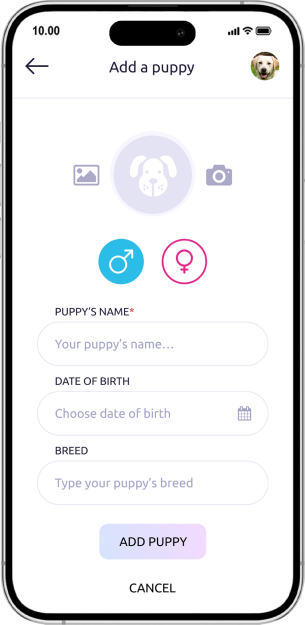 10.00
Add a puppy
PUPPY'S NAME*
Your puppy's name...
DATE OF BIRTH
Choose date of birth
BREED
Type your puppy's breed
ADD PUPPY
CANCEL